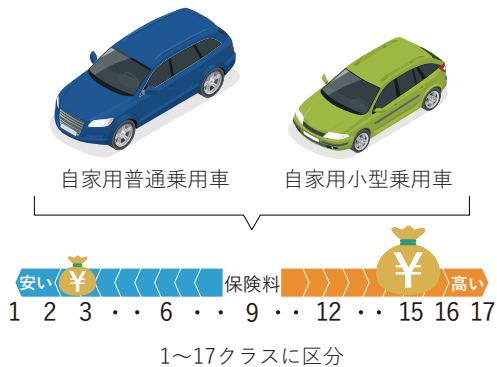 自家用普通乗用車 自家用小型乗用車
安い ¥ 保険料 ¥ 高い
1 2 3 ・・ 6 ・・ 9 ・・ 12 ・・ 15 16 17
1〜17クラスに区分